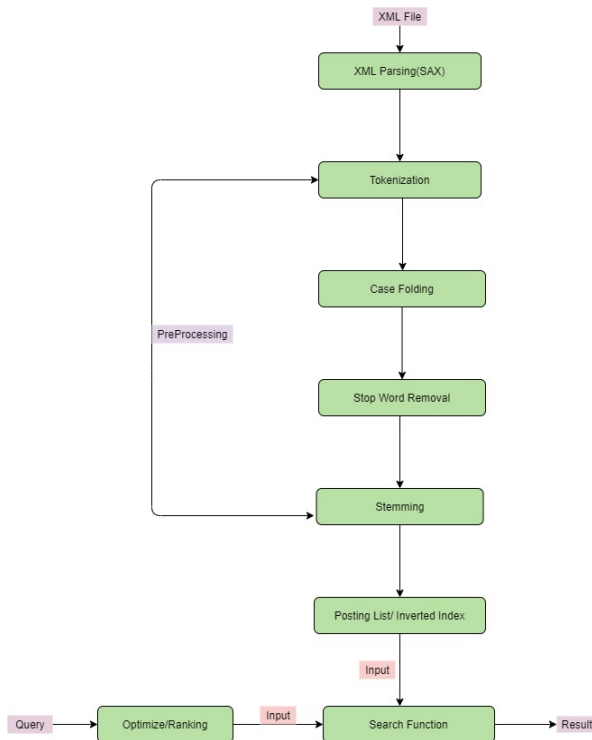 XML File
XML Parsing(SAX)
Tokenization
Case Folding
PreProcessing
Stop Word Removal
Stemming
Posting List/ Inverted Index
Input
Query
Optimize/Ranking
Input
Search Function
Result